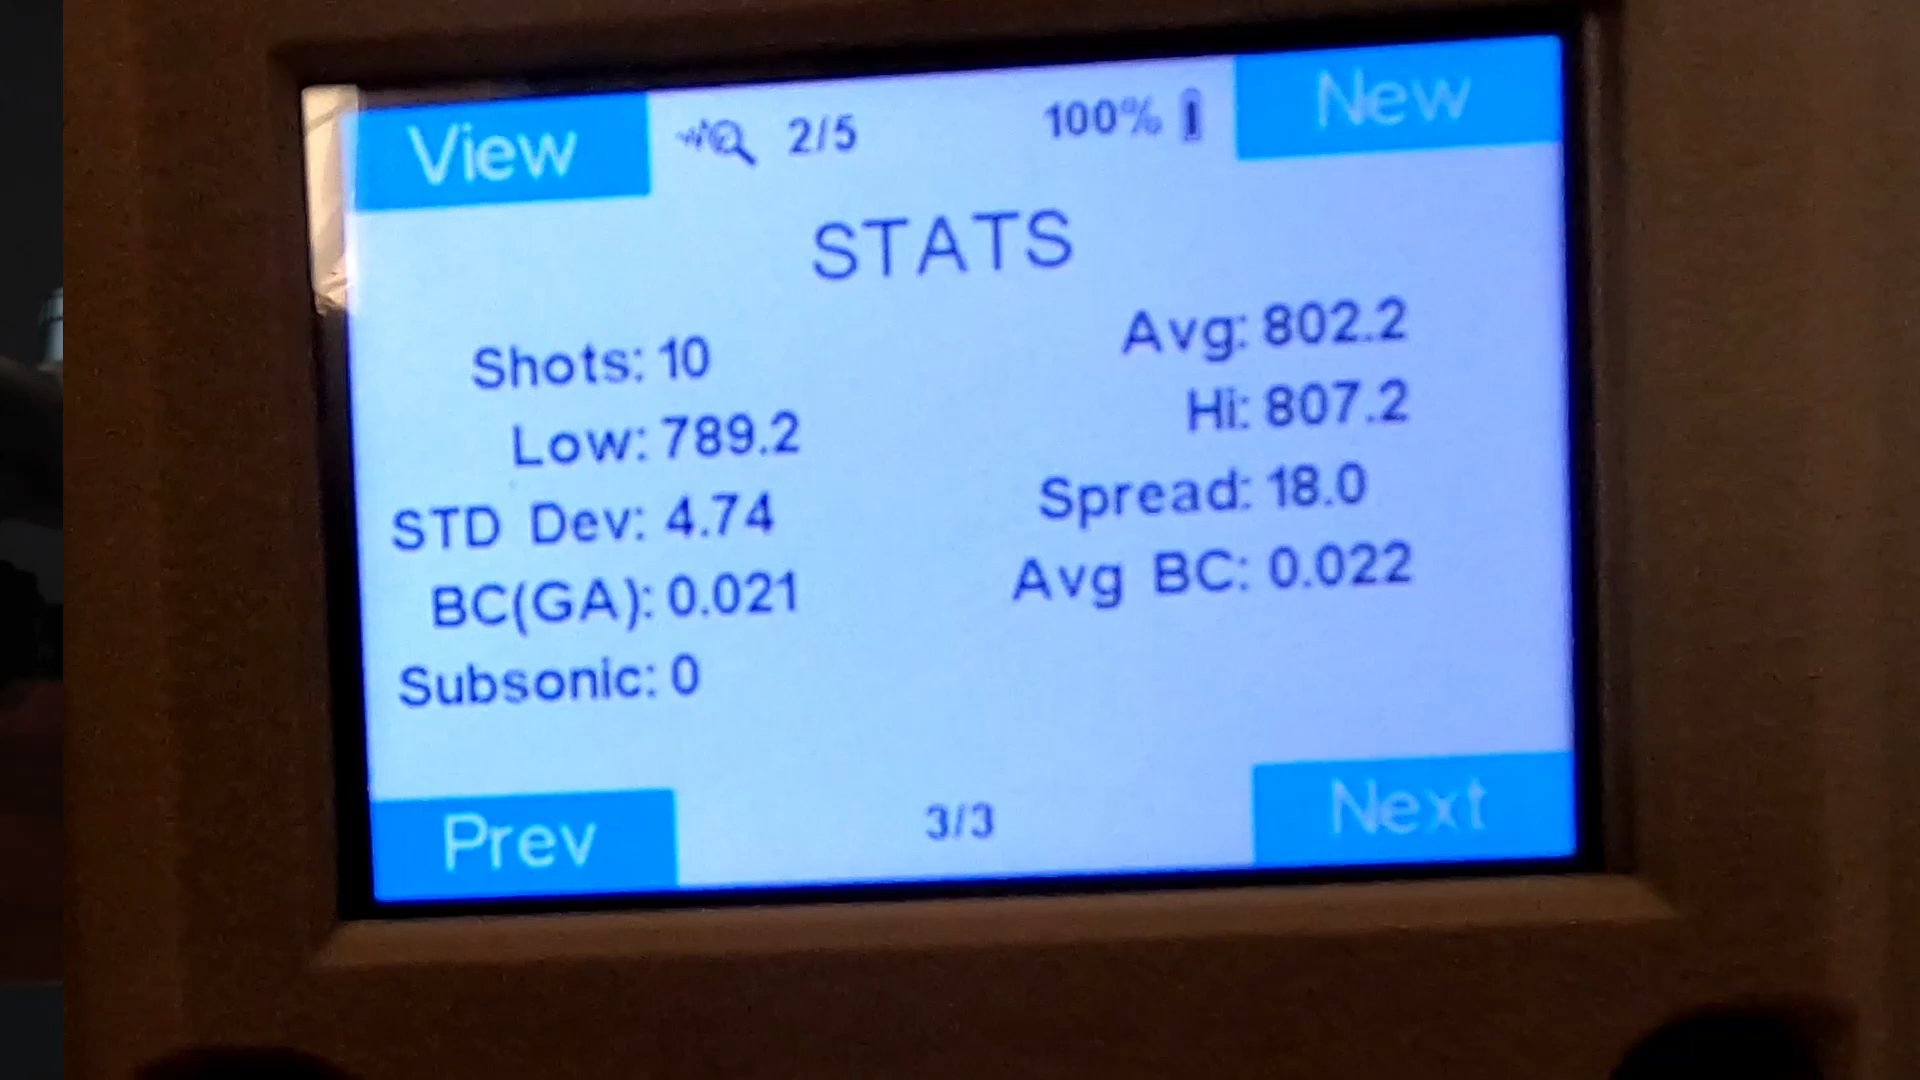 View 2/5 100% New
STATS
Shots: 10 Avg: 802.2
Low: 789.2 Hi: 807.2
STD Dev: 4.74 Spread: 18.0
BC(GA): 0.021 Avg BC: 0.022
Subsonic: 0
Prev 3/3 Next